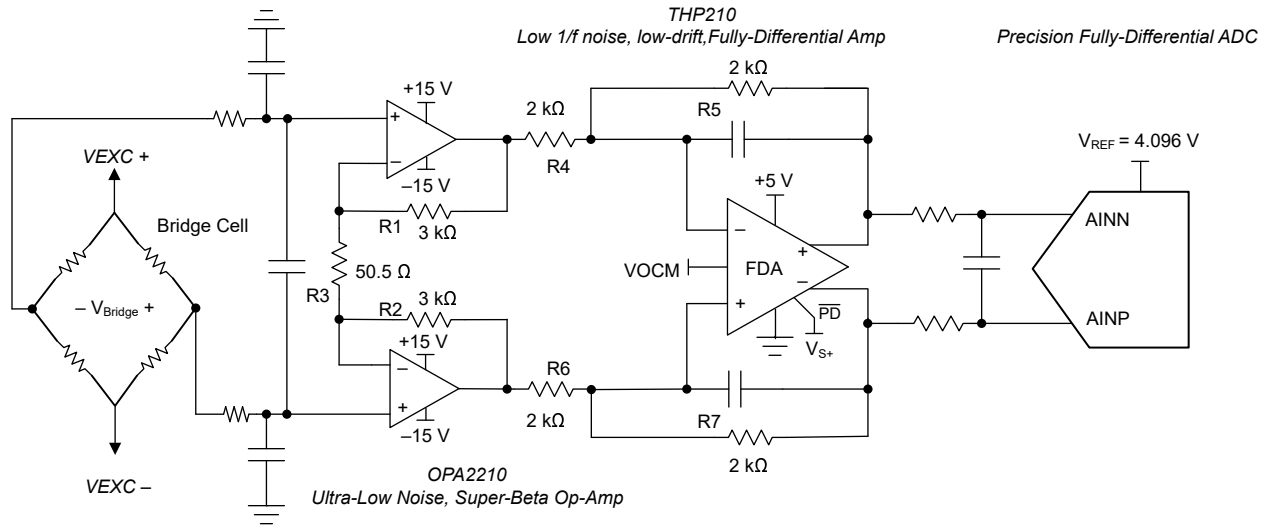 THP210
Low 1/f noise, low-drift,Fully-Differential Amp
Precision Fully-Differential ADC
2 kΩ
+15 V
2 kΩ
R5
VREF = 4.096 V
+
VEXC +
−
–15 V
R4
+5 V
R1
3 kΩ
AINN
Bridge Cell
−
+
50.5 Ω
VOCM
FDA
R3
– VBridge +
R2
3 kΩ
+
−
PD
AINP
+15 V
VS+
−
R6
+
–15 V
2 kΩ
R7
2 kΩ
VEXC –
OPA2210
Ultra-Low Noise, Super-Beta Op-Amp